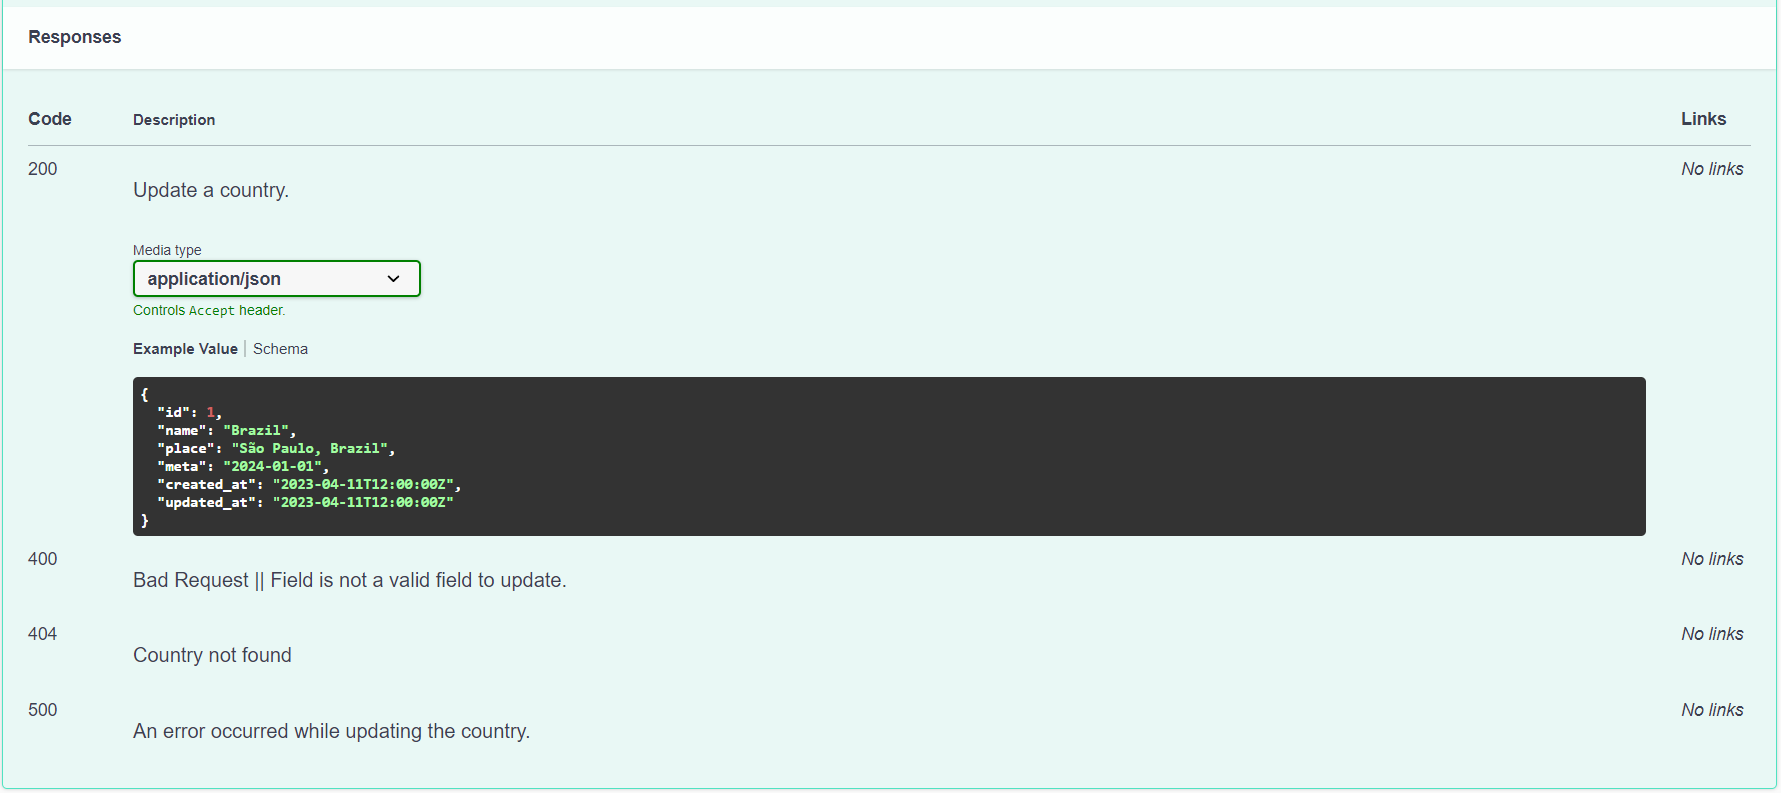 Responses
Code Description Links
200 No links
Update a country.
Media type
application/json
Controls Accept header.
Example Value | Schema
{
  "id": 1,
  "name": "Brazil",
  "place": "São Paulo, Brazil",
  "meta": "2024-01-01",
  "created_at": "2023-04-11T12:00:00Z",
  "updated_at": "2023-04-11T12:00:00Z"
}
400 No links
Bad Request || Field is not a valid field to update.
404 No links
Country not found
500 No links
An error occurred while updating the country.